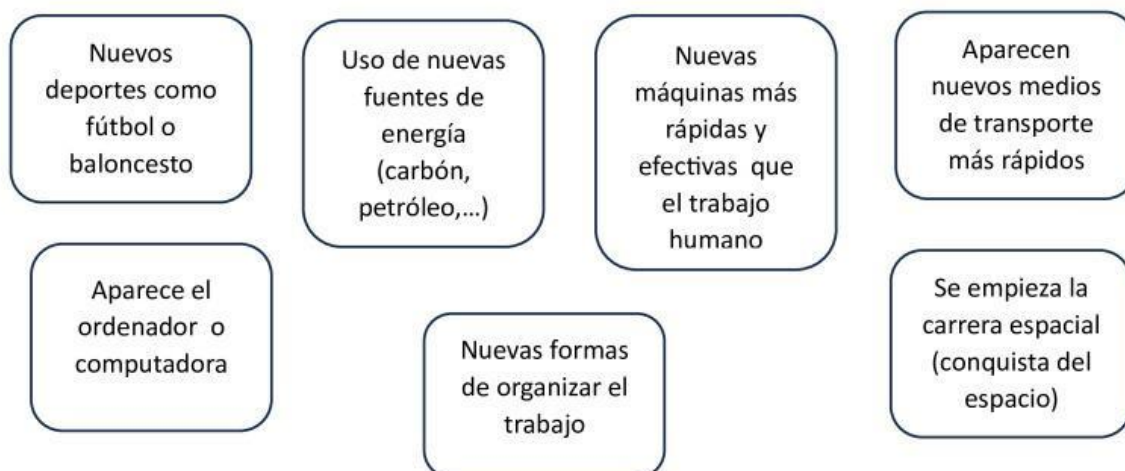 Nuevos
deportes como
fútbol o
baloncesto
Uso de nuevas
fuentes de
energía
(carbón,
petróleo,...)
Nuevas
máquinas más
rápidas y
efectivas que
el trabajo
humano
Aparecen
nuevos medios
de transporte
más rápidos
Aparece el
ordenador o
computadora
Nuevas formas
de organizar el
trabajo
Se empieza la
carrera espacial
(conquista del
espacio)